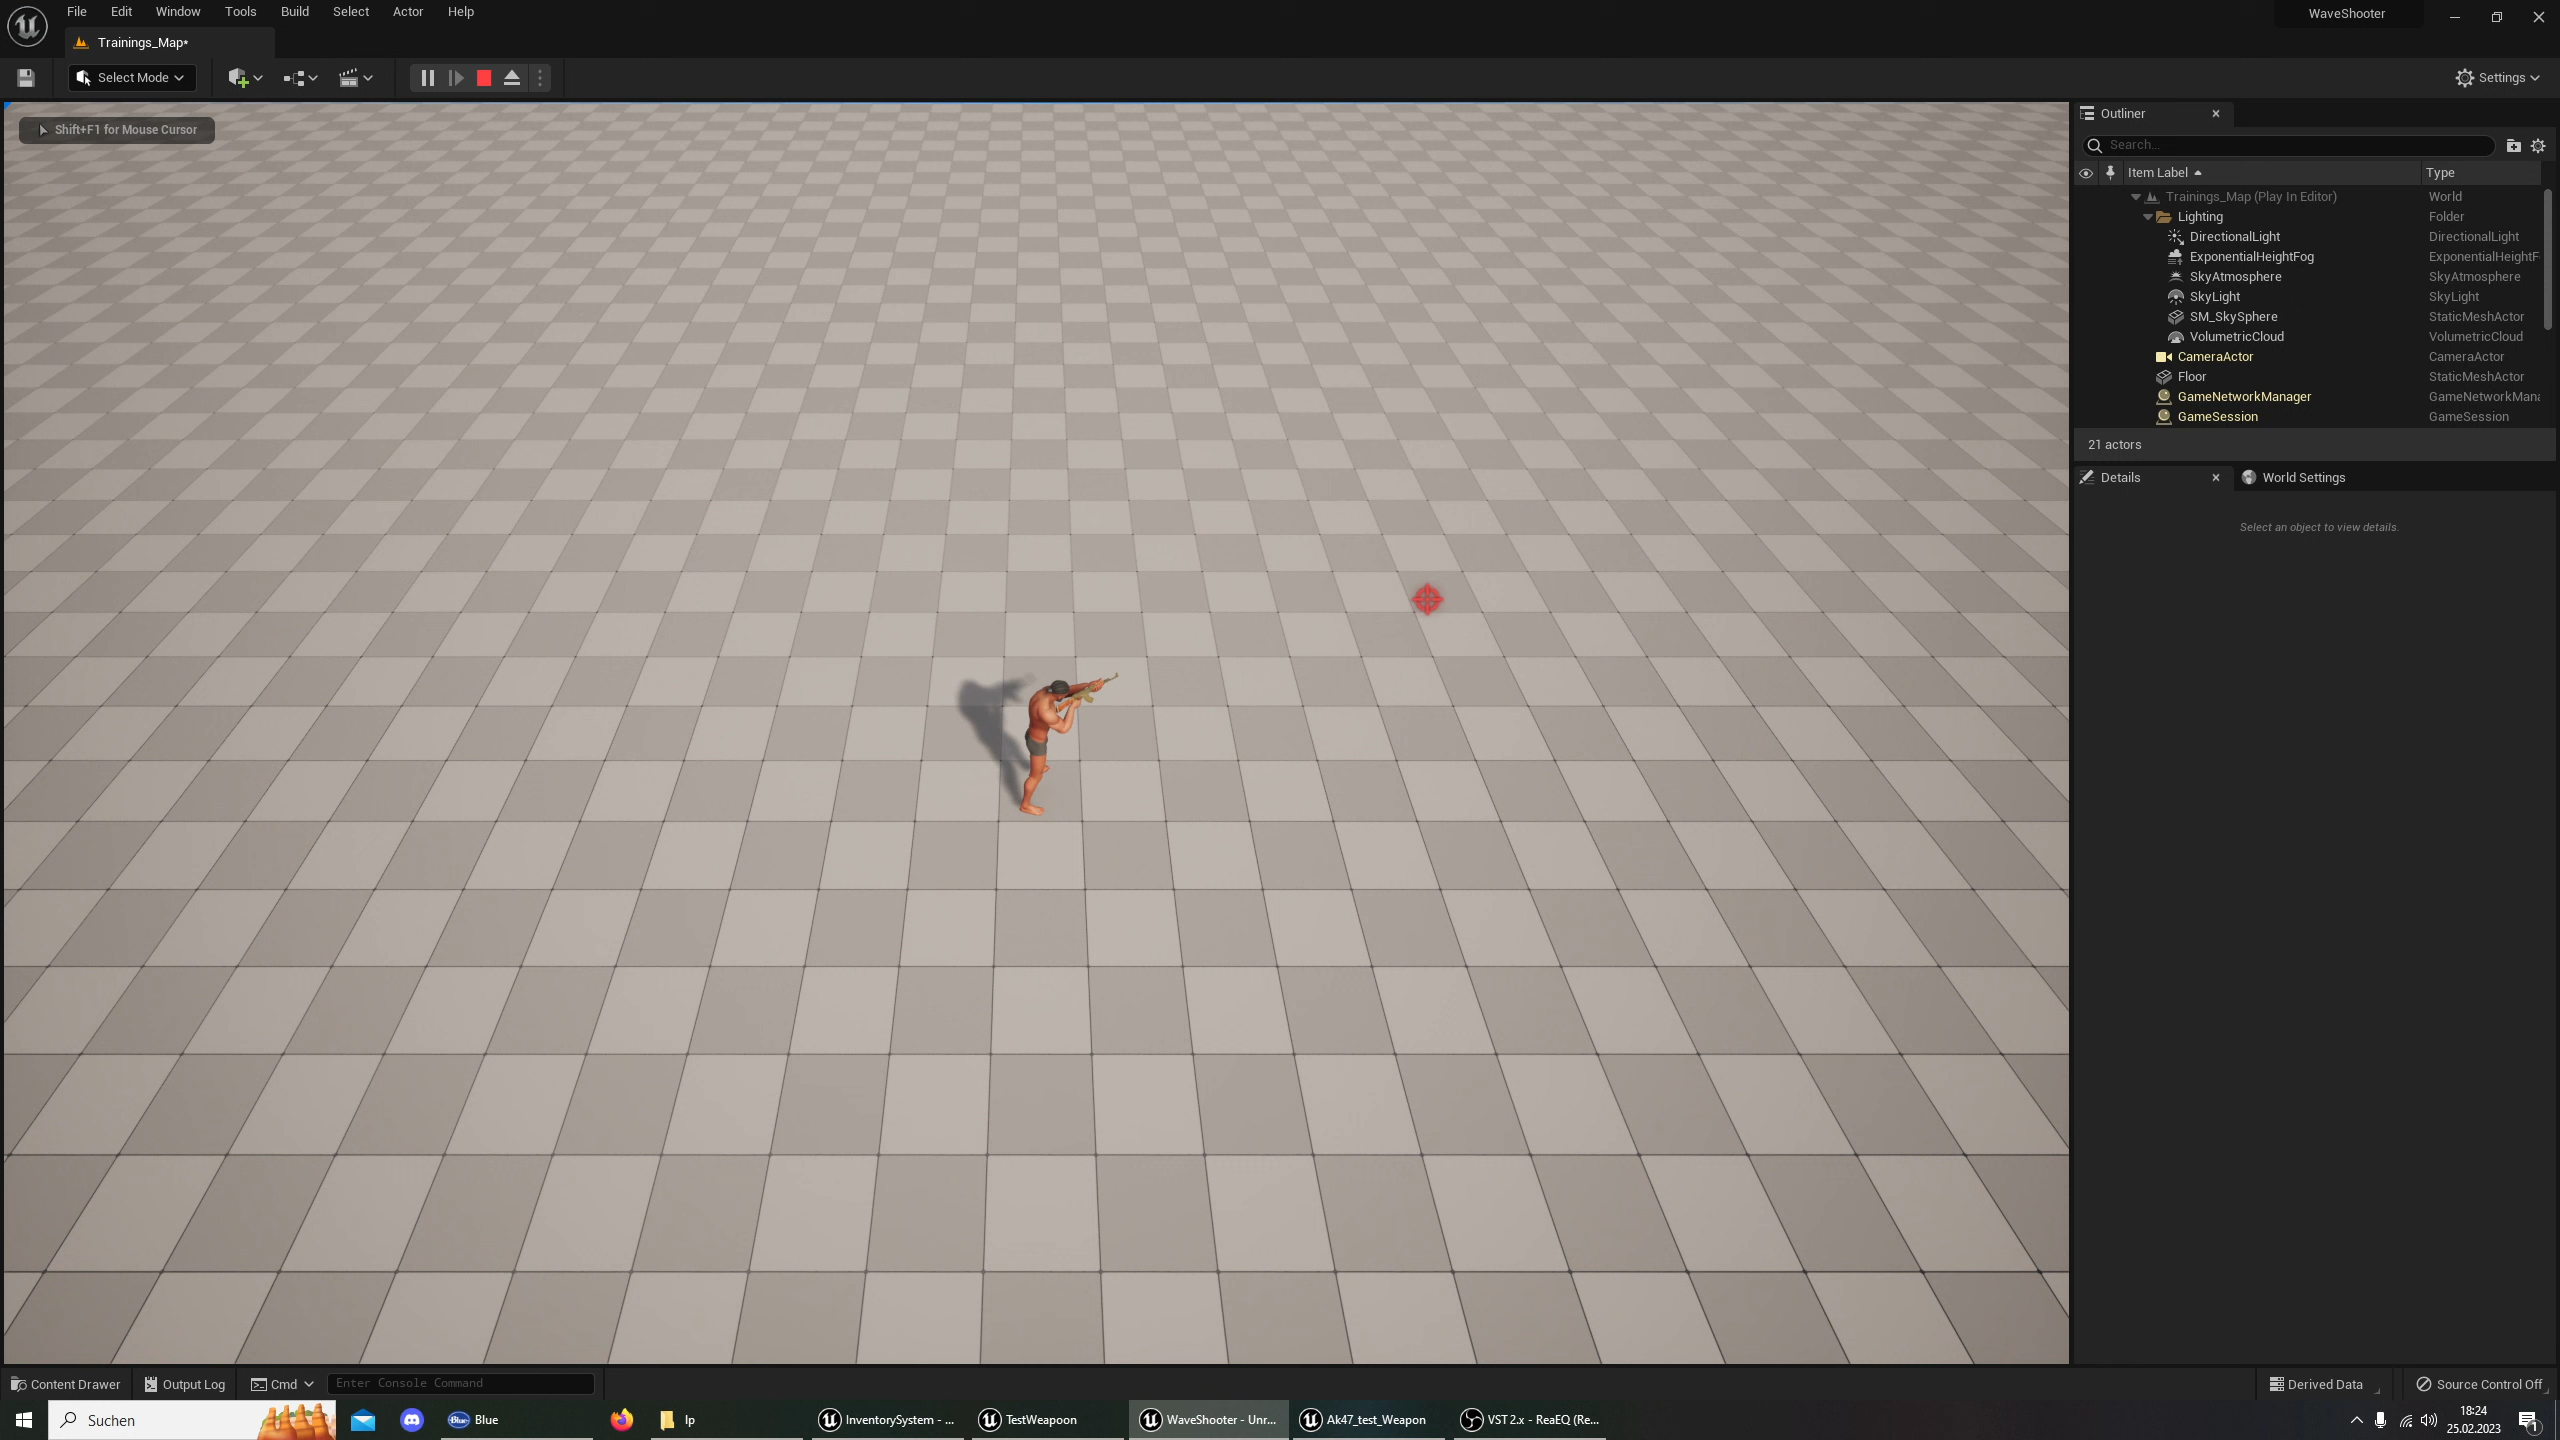 File Edit Window Tools Build Select Actor Help
WaveShooter
Trainings_Map*
Select Mode
Settings
Shift+F1 for Mouse Cursor
Outliner
Search...
Item Label Type
Trainings_Map (Play In Editor) World
Lighting Folder
DirectionalLight DirectionalLight
ExponentialHeightFog ExponentialHeightF
SkyAtmosphere SkyAtmosphere
SkyLight SkyLight
SM_SkySphere StaticMeshActor
VolumetricCloud VolumetricCloud
CameraActor CameraActor
Floor StaticMeshActor
GameNetworkManager GameNetworkMana
GameSession GameSession
21 actors
Details World Settings
Select an object to view details.
Content Drawer Output Log Cmd Enter Console Command Derived Data Source Control Off
Suchen Blue Ip InventorySystem - ... TestWeapoon WaveShooter - Unr... Ak47_test_Weapon VST 2.x - ReaEQ (Re...
18:24
25.02.2023
1